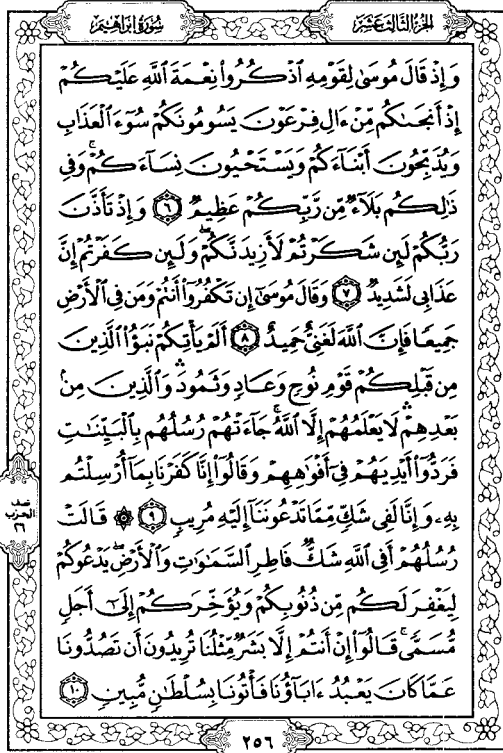 الجزء الثالث عشر
سورة إبراهيم
وَإِذْ قَالَ مُوسَىٰ لِقَوْمِهِ ٱذْكُرُوا۟ نِعْمَةَ ٱللَّهِ عَلَيْكُمْ
إِذْ أَنجَىٰكُم مِّنْ ءَالِ فِرْعَوْنَ يَسُومُونَكُمْ سُوٓءَ ٱلْعَذَابِ
وَيُذَبِّحُونَ أَبْنَآءَكُمْ وَيَسْتَحْيُونَ نِسَآءَكُمْ ۚ وَفِى
ذَٰلِكُم بَلَآءٌ مِّن رَّبِّكُمْ عَظِيمٌ ٦ وَإِذْ تَأَذَّنَ
رَبُّكُمْ لَئِن شَكَرْتُمْ لَأَزِيدَنَّكُمْ ۖ وَلَئِن كَفَرْتُمْ إِنَّ
عَذَابِى لَشَدِيدٌ ٧ وَقَالَ مُوسَىٰٓ إِن تَكْفُرُوٓا۟ أَنتُمْ وَمَن فِى ٱلْأَرْضِ
جَمِيعًا فَإِنَّ ٱللَّهَ لَغَنِىٌّ حَمِيدٌ ٨ أَلَمْ يَأْتِكُمْ نَبَؤُا۟ ٱلَّذِينَ
مِن قَبْلِكُمْ قَوْمِ نُوحٍ وَعَادٍ وَثَمُودَ ۛ وَٱلَّذِينَ مِنۢ
بَعْدِهِمْ ۛ لَا يَعْلَمُهُمْ إِلَّا ٱللَّهُ ۚ جَآءَتْهُمْ رُسُلُهُم بِٱلْبَيِّنَٰتِ
فَرَدُّوٓا۟ أَيْدِيَهُمْ فِىٓ أَفْوَٰهِهِمْ وَقَالُوٓا۟ إِنَّا كَفَرْنَا بِمَآ أُرْسِلْتُم
بِهِۦ وَإِنَّا لَفِى شَكٍّ مِّمَّا تَدْعُونَنَآ إِلَيْهِ مُرِيبٍ ٩ ۞ قَالَتْ
رُسُلُهُمْ أَفِى ٱللَّهِ شَكٌّ فَاطِرِ ٱلسَّمَٰوَٰتِ وَٱلْأَرْضِ ۖ يَدْعُوكُمْ
لِيَغْفِرَ لَكُم مِّن ذُنُوبِكُمْ وَيُؤَخِّرَكُمْ إِلَىٰٓ أَجَلٍ
مُّسَمًّى ۚ قَالُوٓا۟ إِنْ أَنتُمْ إِلَّا بَشَرٌ مِّثْلُنَا تُرِيدُونَ أَن تَصُدُّونَا
عَمَّا كَانَ يَعْبُدُ ءَابَآؤُنَا فَأْتُونَا بِسُلْطَٰنٍ مُّبِينٍ ١٠
نصف
الحزب
٢٦
٢٥٦